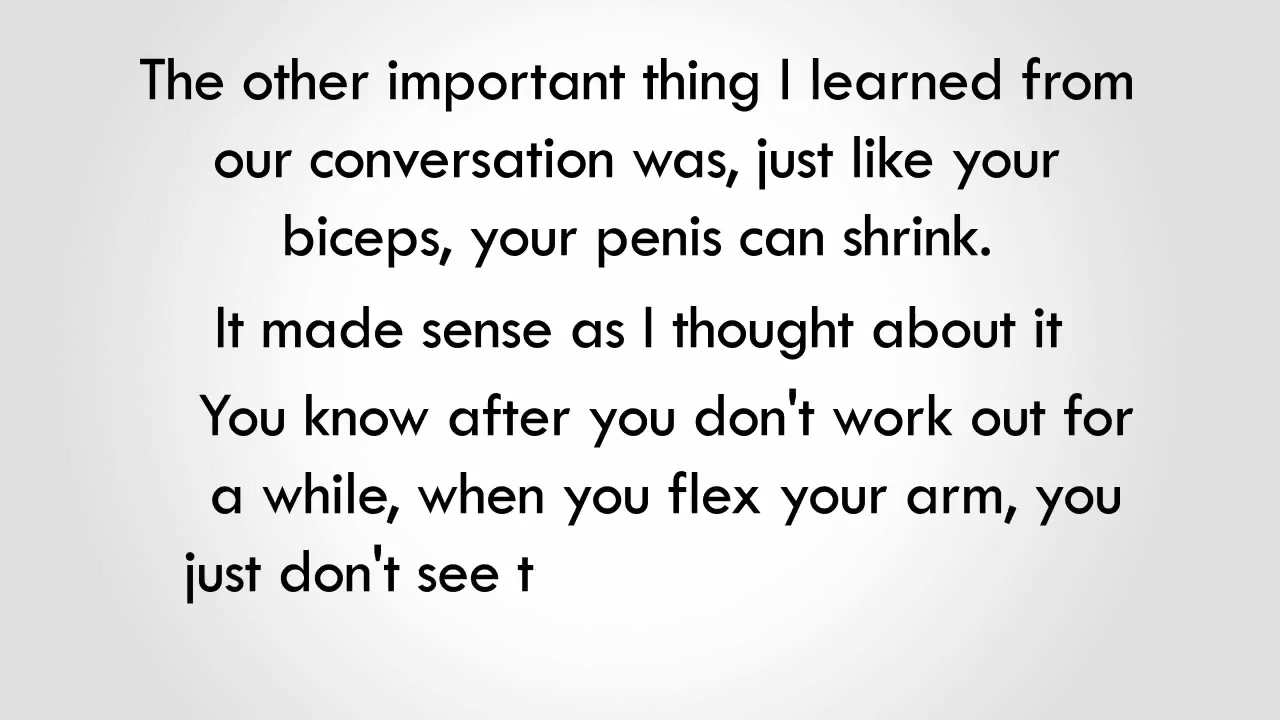 The other important thing I learned from
our conversation was, just like your
biceps, your penis can shrink.
It made sense as I thought about it
You know after you don't work out for
a while, when you flex your arm, you
just don't see t